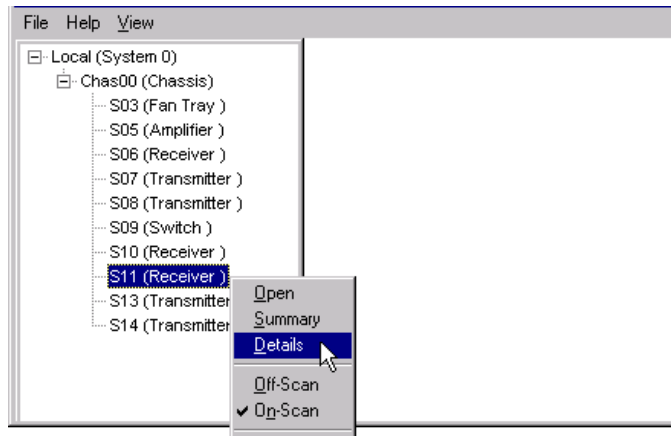 File Help View
Local (System 0)
Chas00 (Chassis)
S03 (Fan Tray )
S05 (Amplifier )
S06 (Receiver )
S07 (Transmitter )
S08 (Transmitter )
S09 (Switch )
S10 (Receiver )
S11 (Receiver )
S13 (Transmitter
S14 (Transmitter
Open
Summary
Details
Off-Scan
On-Scan